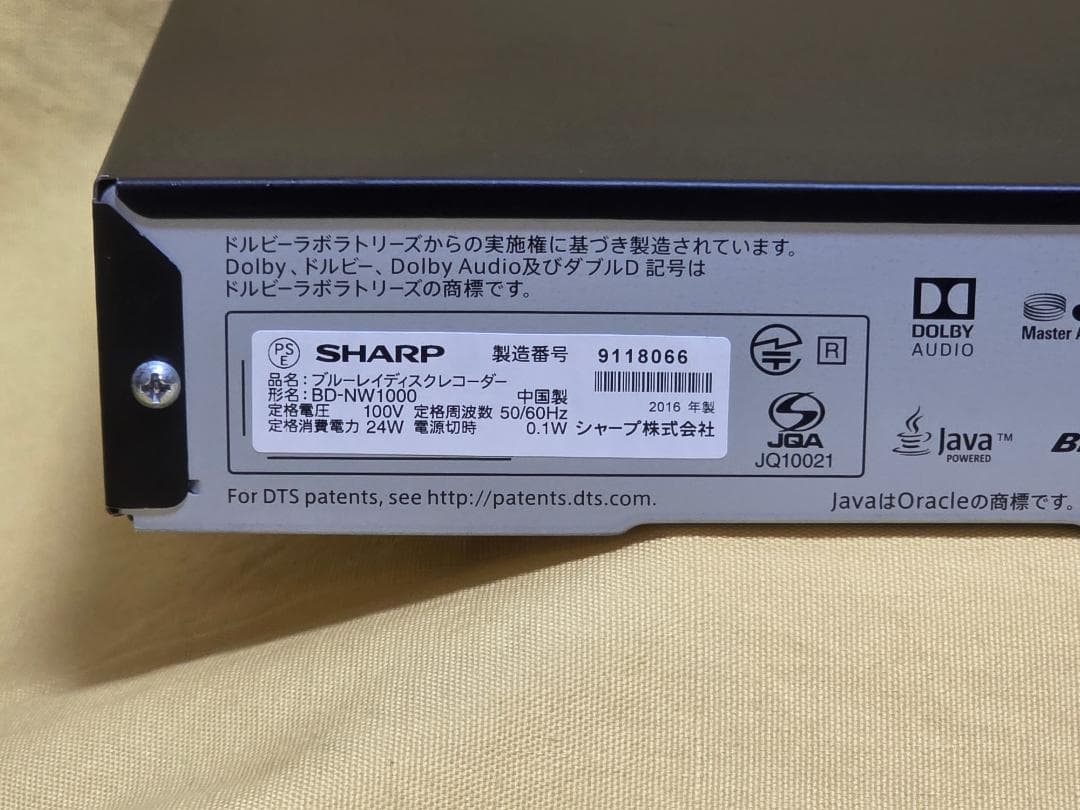 ドルビーラボラトリーズからの実施権に基づき製造されています。
Dolby、ドルビー、Dolby Audio及びダブルD 記号は
ドルビーラボラトリーズの商標です。
DOLBY
AUDIO
Master
PS
E
SHARP 製造番号 9118066
品名：ブルーレイディスクレコーダー
形名：BD-NW1000 中国製
2016 年製
定格電圧 100V 定格周波数 50/60Hz
定格消費電力 24W 電源切時 0.1W シャープ株式会社
R
JQA
JQ10021
Java™
POWERED
For DTS patents, see http://patents.dts.com.
JavaはOracleの商標です。